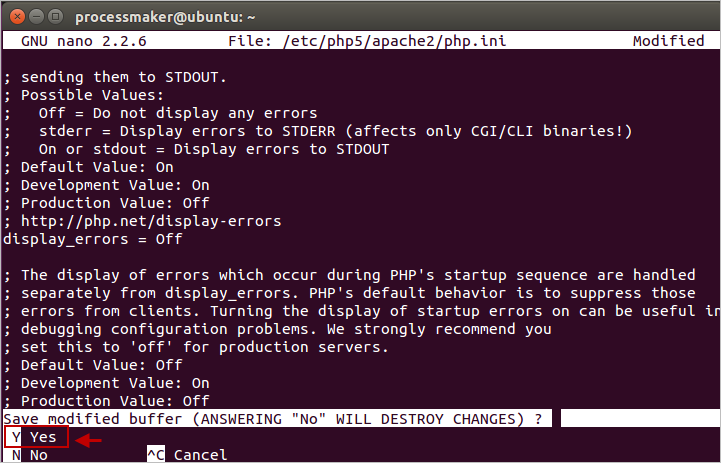 processmaker@ubuntu: ~
GNU nano 2.2.6 File: /etc/php5/apache2/php.ini Modified
; sending them to STDOUT.
; Possible Values:
;   Off = Do not display any errors
;   stderr = Display errors to STDERR (affects only CGI/CLI binaries!)
;   On or stdout = Display errors to STDOUT
; Default Value: On
; Development Value: On
; Production Value: Off
; http://php.net/display-errors
display_errors = Off
; The display of errors which occur during PHP's startup sequence are handled
; separately from display_errors. PHP's default behavior is to suppress those
; errors from clients. Turning the display of startup errors on can be useful in
; debugging configuration problems. We strongly recommend you
; set this to 'off' for production servers.
; Default Value: Off
; Development Value: On
; Production Value: Off
Save modified buffer (ANSWERING "No" WILL DESTROY CHANGES) ?
Y Yes
N No ^C Cancel